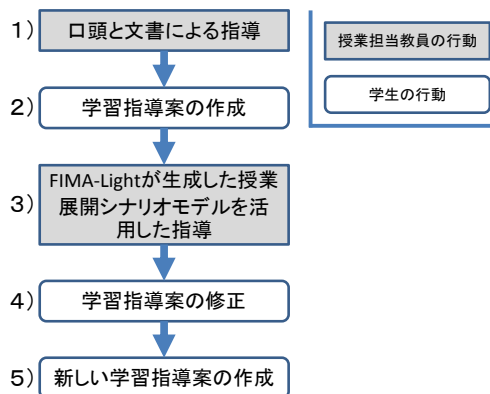 1）口頭と文書による指導
2）学習指導案の作成
3）FIMA-Lightが生成した授業
展開シナリオモデルを活
用した指導
4）学習指導案の修正
5）新しい学習指導案の作成
授業担当教員の行動
学生の行動